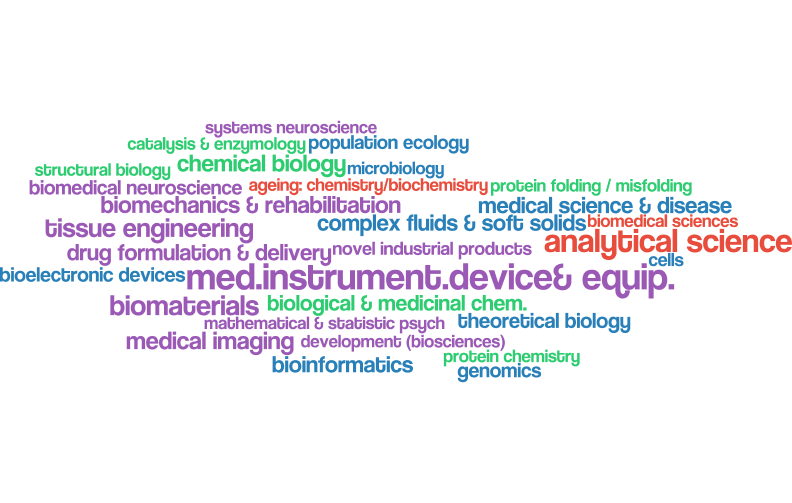 systems neuroscience
catalysis & enzymology
population ecology
structural biology
chemical biology
microbiology
biomedical neuroscience
ageing: chemistry/biochemistry
protein folding / misfolding
biomechanics & rehabilitation
medical science & disease
tissue engineering
complex fluids & soft solids
biomedical sciences
drug formulation & delivery
novel industrial products
analytical science
cells
bioelectronic devices
med.instrument.device& equip.
biomaterials
biological & medicinal chem.
mathematical & statistic psych
theoretical biology
medical imaging
development (biosciences)
bioinformatics
protein chemistry
genomics